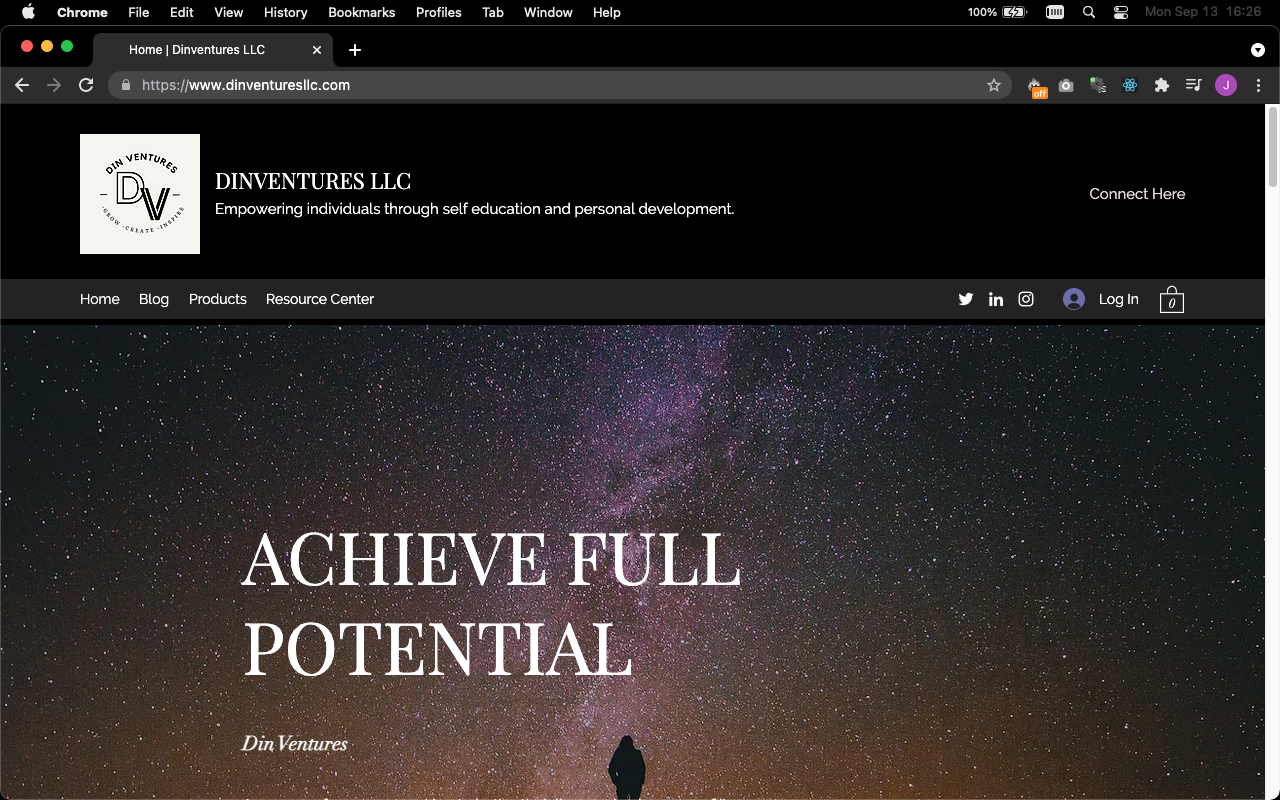 Chrome File Edit View History Bookmarks Profiles Tab Window Help 100% Mon Sep 13 16:26
Home | Dinventures LLC
https://www.dinventuresllc.com
off
J
DIN VENTURES
DV
·GROW ·CREATE ·INSPIRE
DINVENTURES LLC
Empowering individuals through self education and personal development.
Connect Here
Home Blog Products Resource Center Log In 0
ACHIEVE FULL
POTENTIAL
Din Ventures